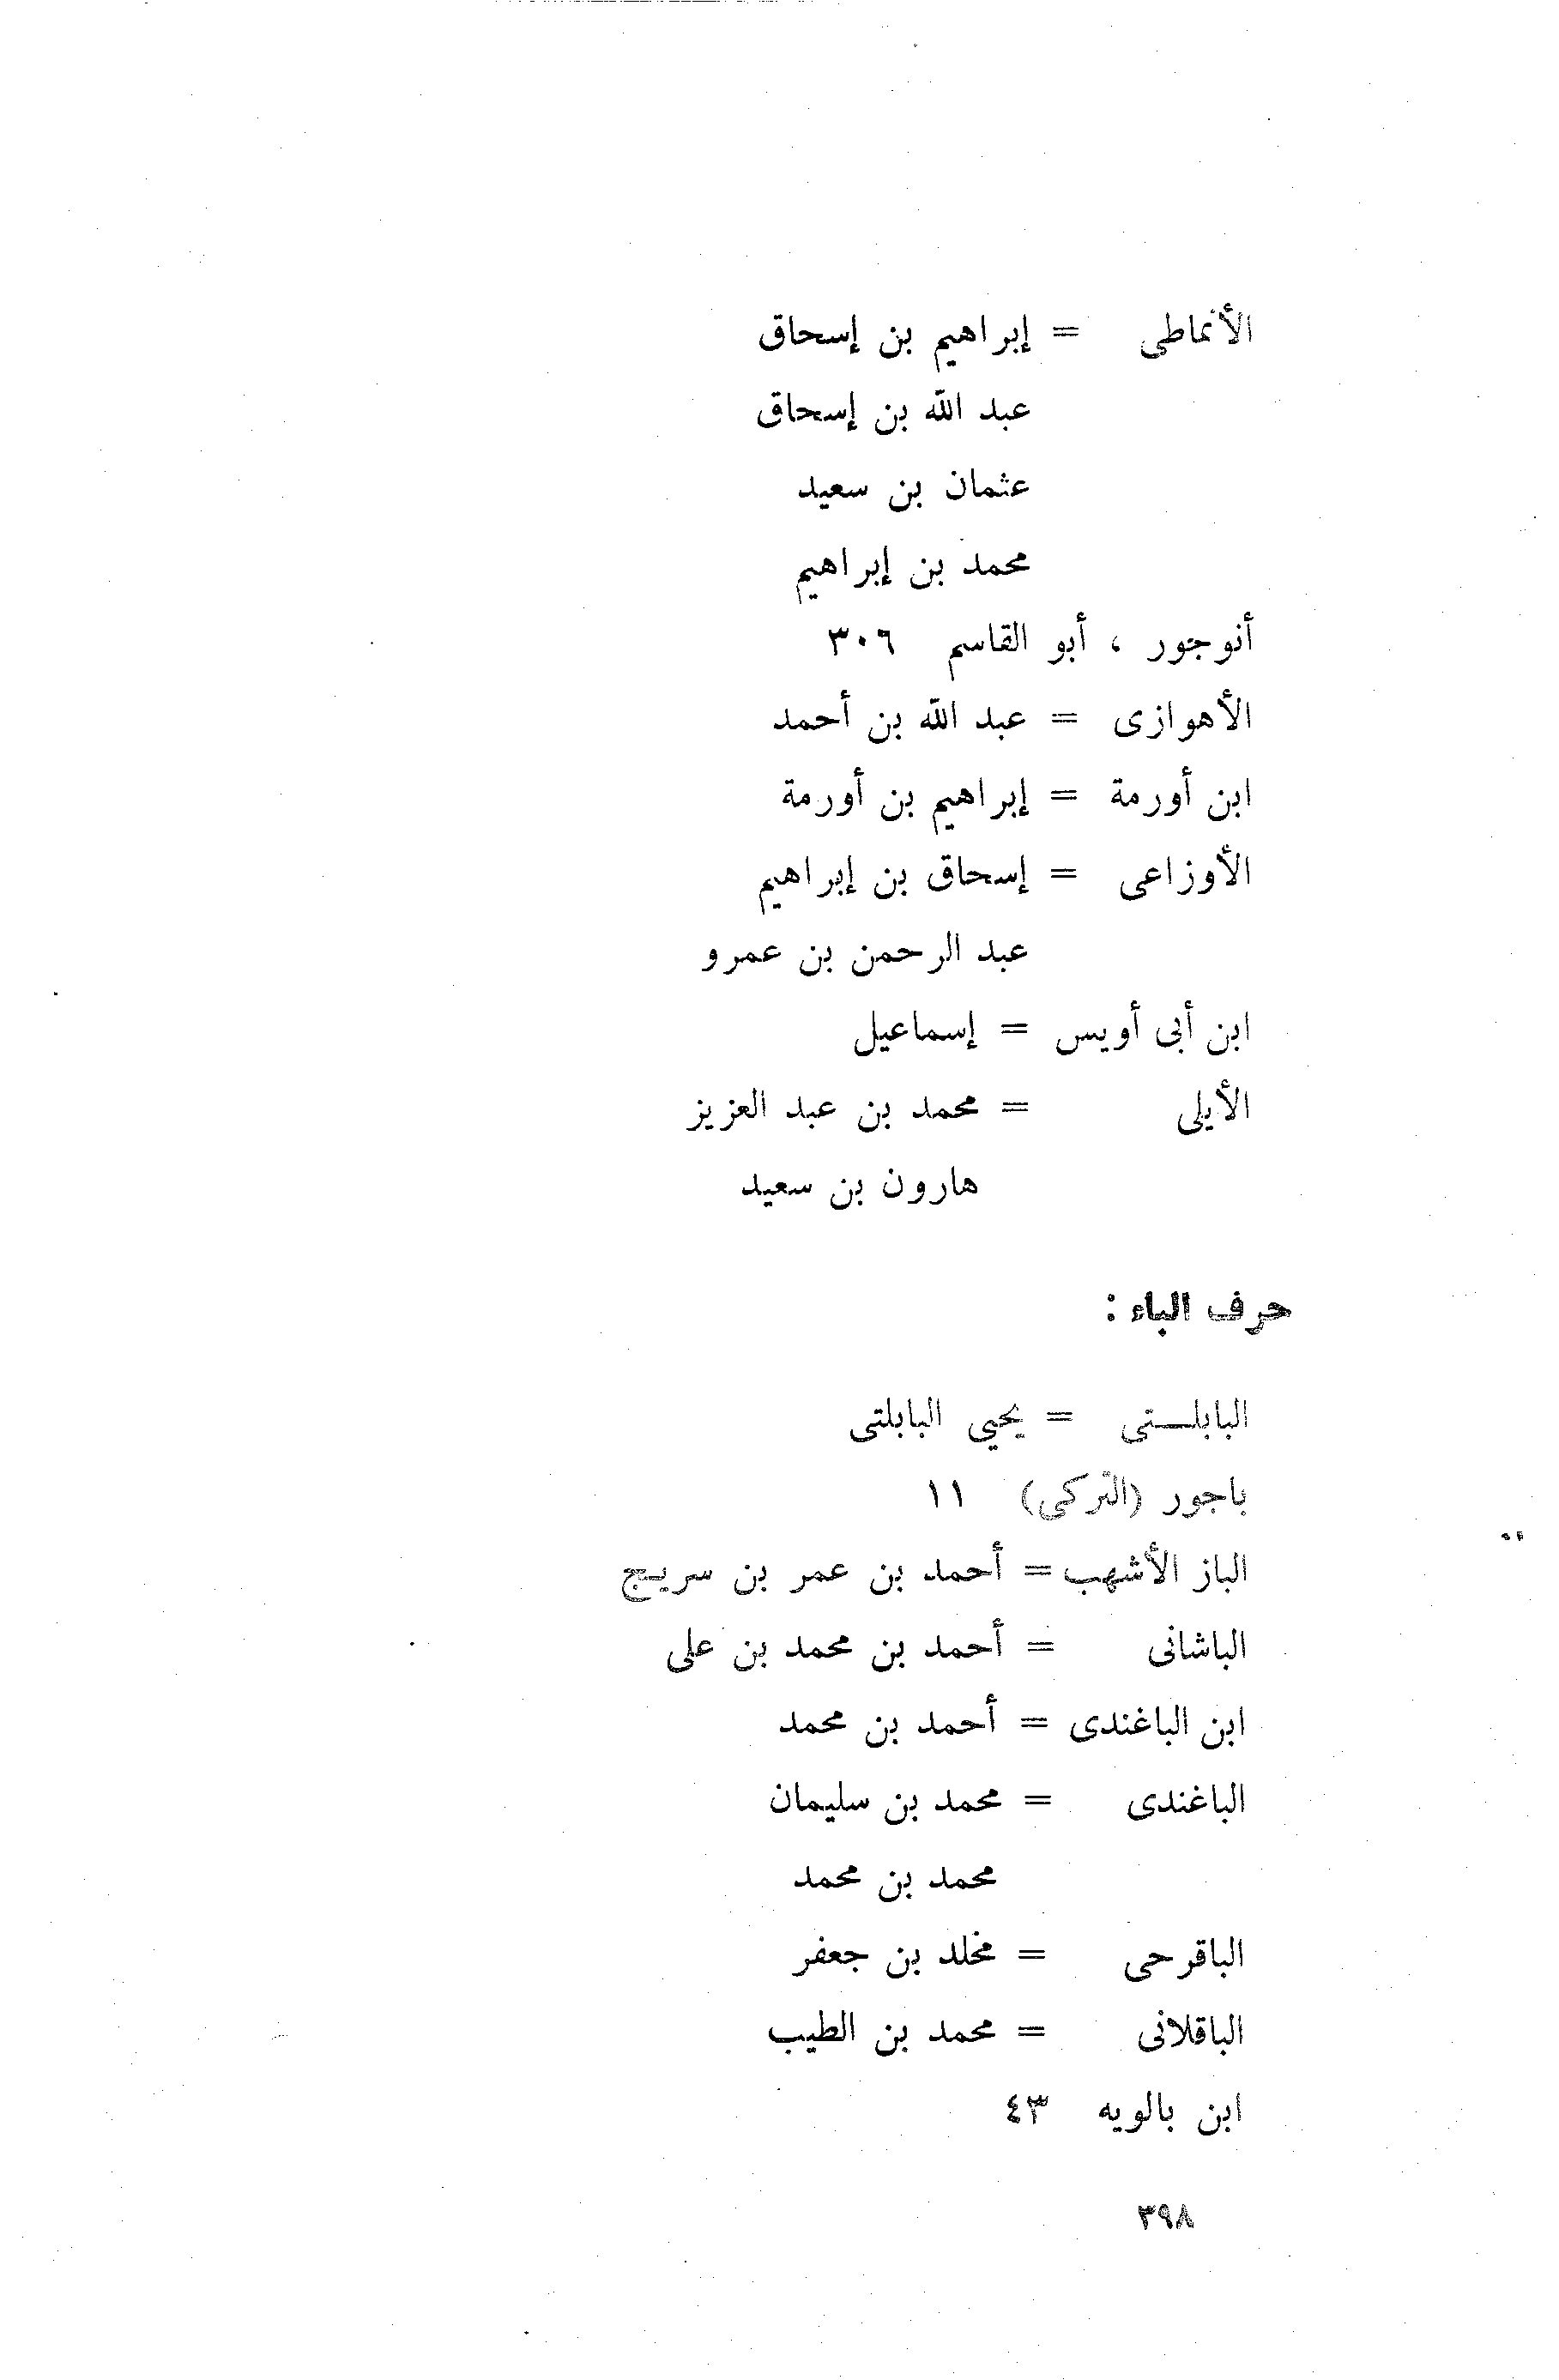 الأنماطى = إبراهيم بن إسحاق
عبد الله بن إسحاق
عثمان بن سعيد
محمد بن إبراهيم
أنوجور ، أبو القاسم ٣٠٦
الأهوازى = عبد الله بن أحمد
ابن أورمة = إبراهيم بن أورمة
الأوزاعى = إسحاق بن إبراهيم
عبد الرحمن بن عمرو
ابن أبى أويس = إسماعيل
الأيلى = محمد بن عبد العزيز
هارون بن سعيد
حرف الباء :
البابلـــتى = يحيى البابلتى
باجور (التركى) ١١
الباز الأشهب = أحمد بن عمر بن سريـج
الباشانى = أحمد بن محمد بن على
ابن الباغندى = أحمد بن محمد
الباغندى = محمد بن سليمان
محمد بن محمد
الباقرحى = مخلد بن جعفر
الباقلانى = محمد بن الطيب
ابن بالويه ٤٣
٣٩٨